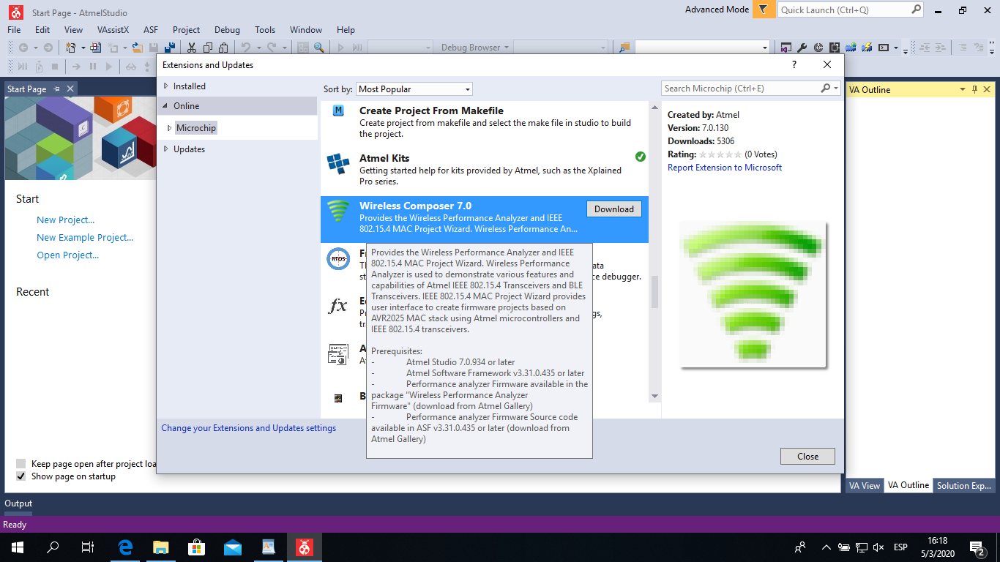 Start Page - AtmelStudio
Advanced Mode
Quick Launch (Ctrl+Q)
File Edit View VAssistX ASF Project Debug Tools Window Help
Debug Browser
Start Page
Extensions and Updates
?
VA Outline
Installed
Online
Microchip
Updates
Sort by: Most Popular
Search Microchip (Ctrl+E)
M
Create Project From Makefile
Create project from makefile and select the make file in studio to build
the project.
Atmel Kits
Getting started help for kits provided by Atmel, such as the Xplained
Pro series.
Wireless Composer 7.0
Download
Provides the Wireless Performance Analyzer and IEEE
802.15.4 MAC Project Wizard. Wireless Performance An...
RTOS
ata
ce debugger.
fx
gs,
Provides the Wireless Performance Analyzer and IEEE
802.15.4 MAC Project Wizard. Wireless Performance
Analyzer is used to demonstrate various features and
capabilities of Atmel IEEE 802.15.4 Transceivers and BLE
Transceivers. IEEE 802.15.4 MAC Project Wizard provides
user interface to create firmware projects based on
AVR2025 MAC stack using Atmel microcontrollers and
IEEE 802.15.4 transceivers.
Prerequisites:
- Atmel Studio 7.0.934 or later
- Atmel Software Framework v3.31.0.435 or later
- Performance analyzer Firmware available in the
package "Wireless Performance Analyzer
Firmware" (download from Atmel Gallery)
- Performance analyzer Firmware Source code
available in ASF v3.31.0.435 or later (download from
Atmel Gallery)
Created by: Atmel
Version: 7.0.130
Downloads: 5306
Rating: (0 Votes)
Report Extension to Microsoft
Change your Extensions and Updates settings
Close
Start
New Project...
New Example Project...
Open Project...
Recent
Keep page open after project loa
Show page on startup
VA View VA Outline Solution Exp...
Output
Ready
ESP
16:18
5/3/2020
2